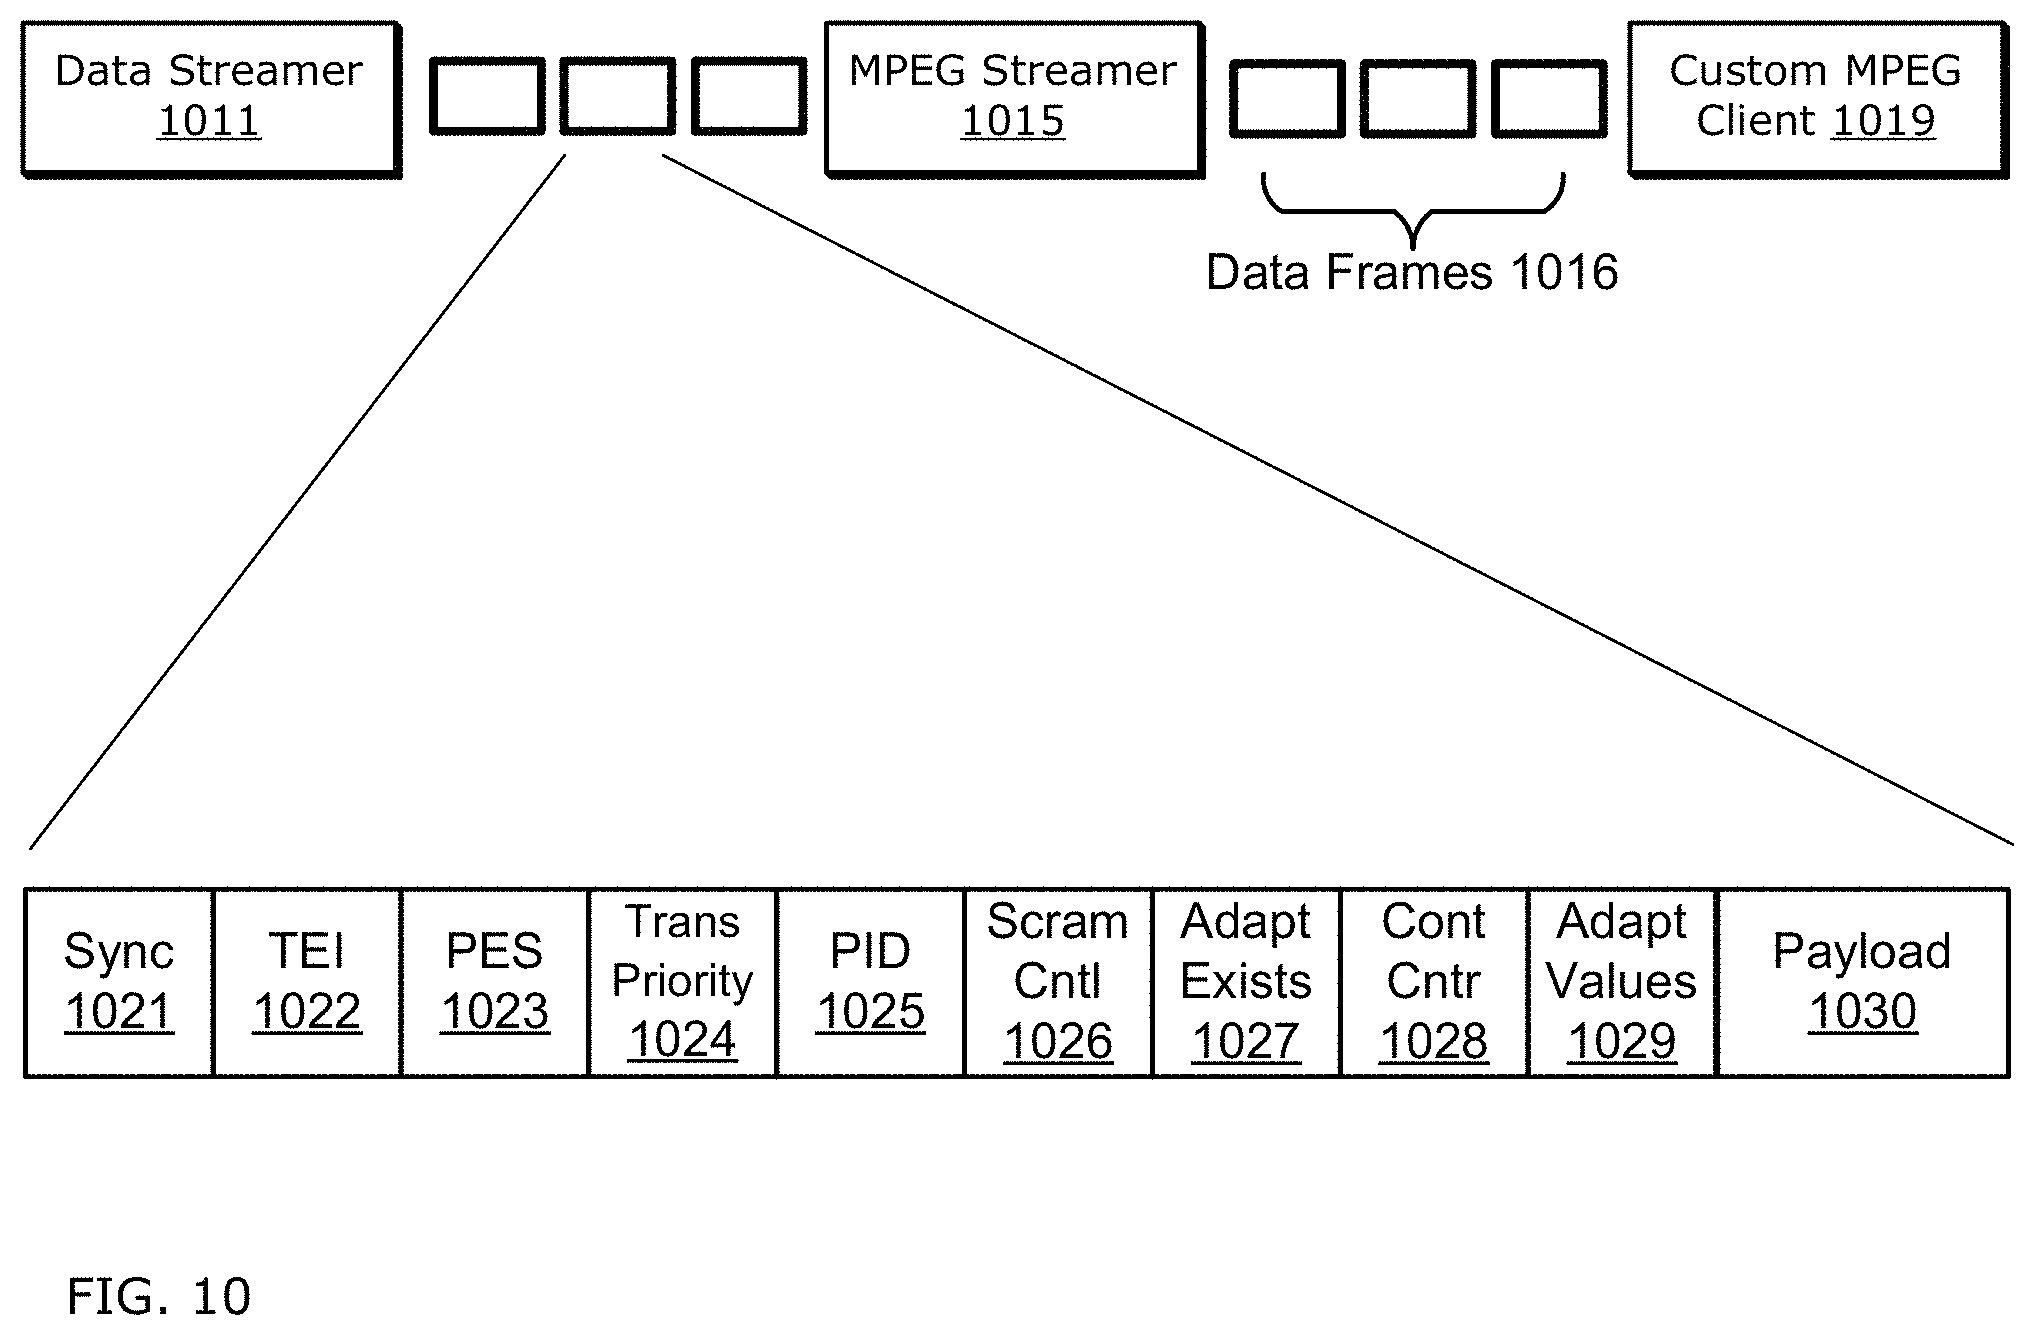 Data Streamer
1011
MPEG Streamer
1015
Custom MPEG
Client 1019
Data Frames 1016
Sync
1021
TEI
1022
PES
1023
Trans
Priority
1024
PID
1025
Scram
Cntl
1026
Adapt
Exists
1027
Cont
Cntr
1028
Adapt
Values
1029
Payload
1030
FIG. 10